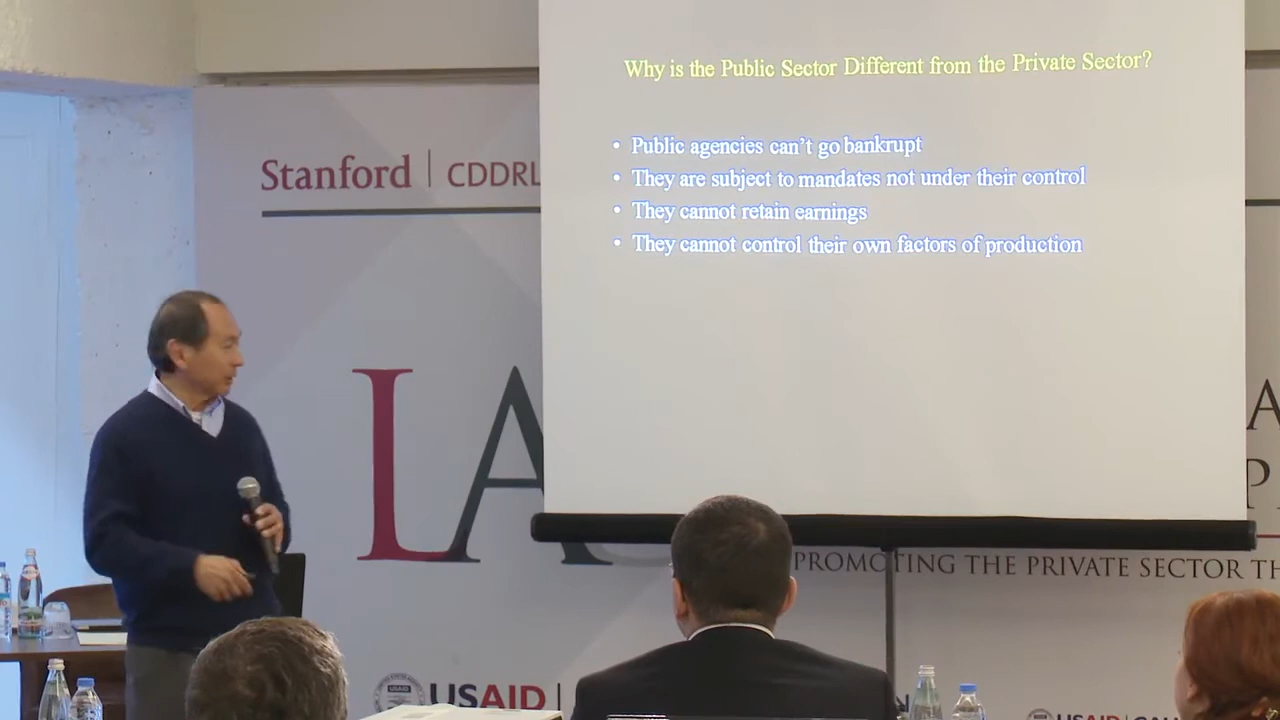 Why is the Public Sector Different from the Private Sector?
• Public agencies can't go bankrupt
• They are subject to mandates not under their control
• They cannot retain earnings
• They cannot control their own factors of production
Stanford | CDDRL
LA
PROMOTING THE PRIVATE SECTOR TH
USAID
USAID